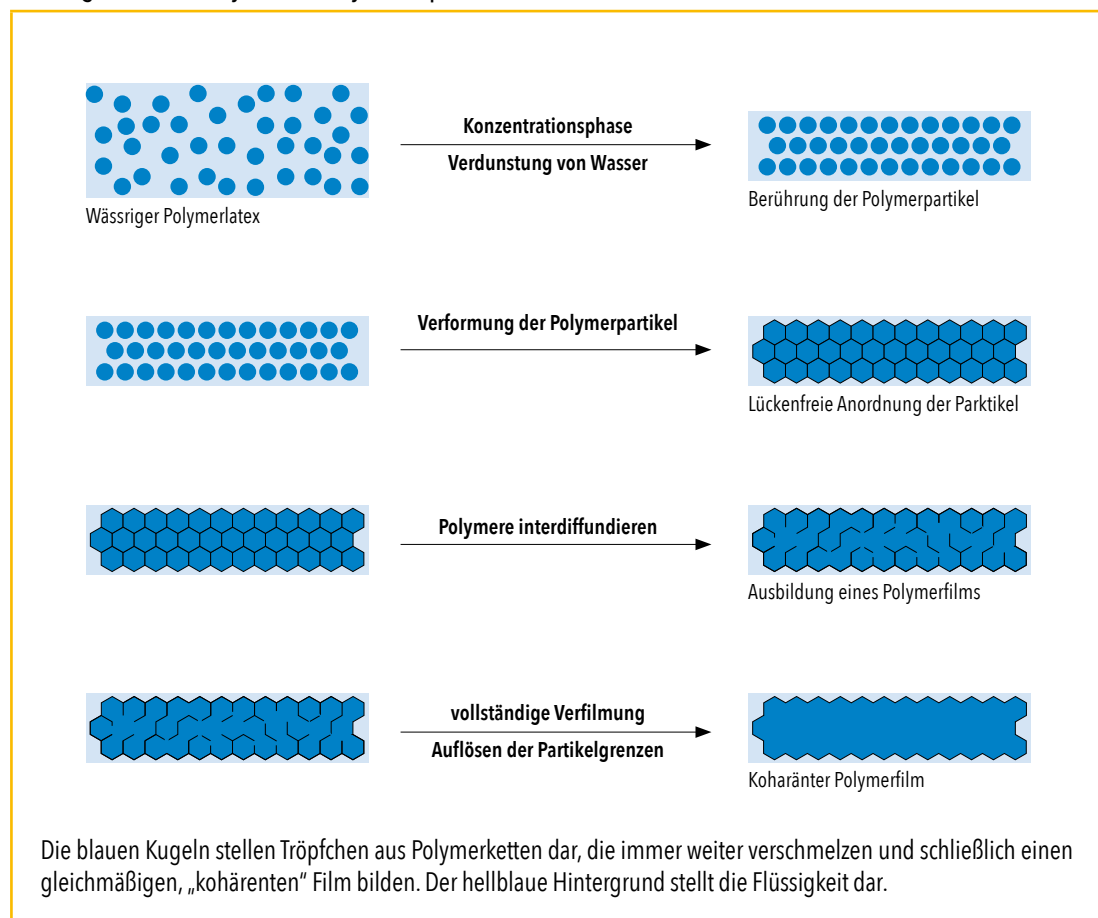 Konzentrationsphase
Verdunstung von Wasser
Wässriger Polymerlatex
Berührung der Polymerpartikel
Verformung der Polymerpartikel
Lückenfreie Anordnung der Parktikel
Polymere interdiffundieren
Ausbildung eines Polymerfilms
vollständige Verfilmung
Auflösen der Partikelgrenzen
Koharänter Polymerfilm
Die blauen Kugeln stellen Tröpfchen aus Polymerketten dar, die immer weiter verschmelzen und schließlich einen
gleichmäßigen, „kohärenten“ Film bilden. Der hellblaue Hintergrund stellt die Flüssigkeit dar.